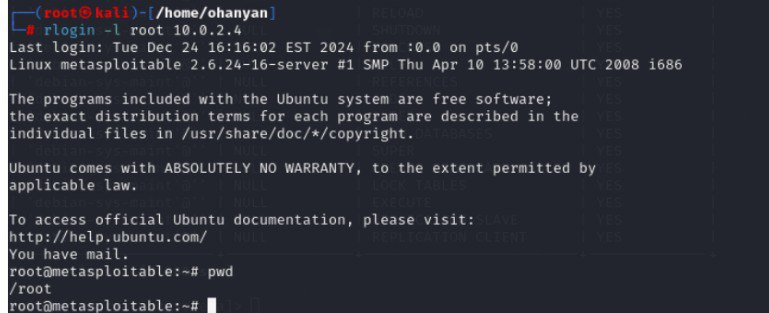 ┌──(root㉿kali)-[/home/ohanyan]
└─# rlogin -l root 10.0.2.4
Last login: Tue Dec 24 16:16:02 EST 2024 from :0.0 on pts/0
Linux metasploitable 2.6.24-16-server #1 SMP Thu Apr 10 13:58:00 UTC 2008 i686

The programs included with the Ubuntu system are free software;
the exact distribution terms for each program are described in the
individual files in /usr/share/doc/*/copyright.

Ubuntu comes with ABSOLUTELY NO WARRANTY, to the extent permitted by
applicable law.

To access official Ubuntu documentation, please visit:
http://help.ubuntu.com/
You have mail.
root@metasploitable:~# pwd
/root
root@metasploitable:~#